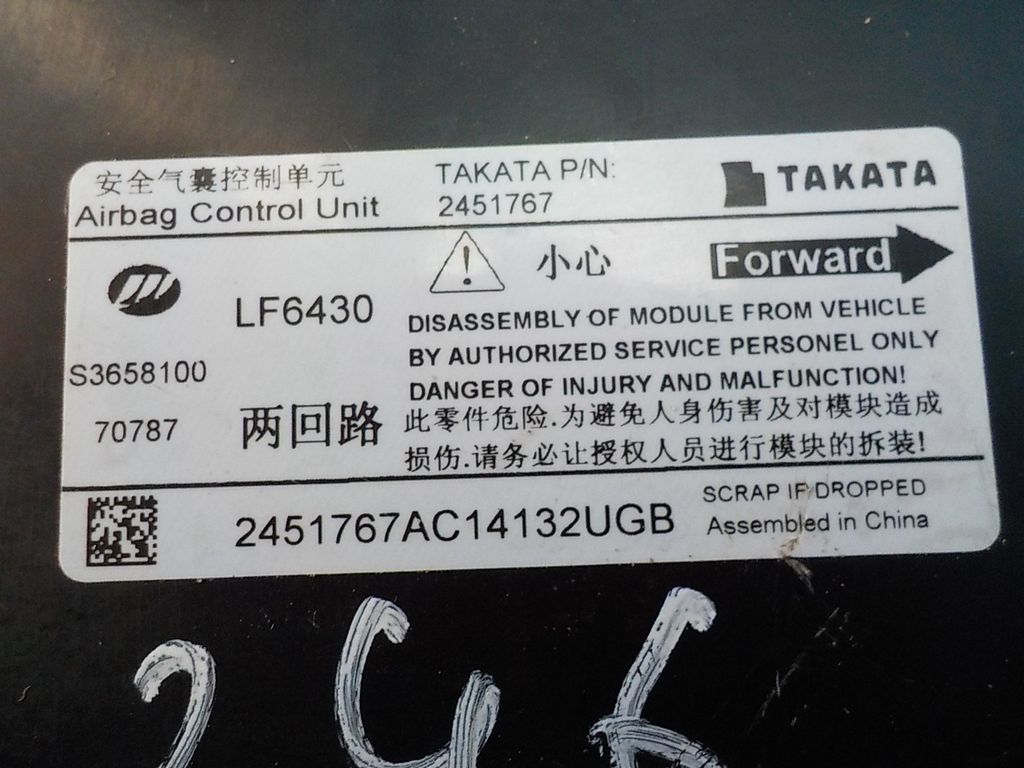 安全气囊控制单元
Airbag Control Unit
TAKATA P/N:
2451767
TAKATA
小心
Forward
LF6430
S3658100
70787
两回路
DISASSEMBLY OF MODULE FROM VEHICLE
BY AUTHORIZED SERVICE PERSONEL ONLY
DANGER OF INJURY AND MALFUNCTION!
此零件危险.为避免人身伤害及对模块造成
损伤.请务必让授权人员进行模块的拆装!
2451767AC14132UGB
SCRAP IF DROPPED
Assembled in China